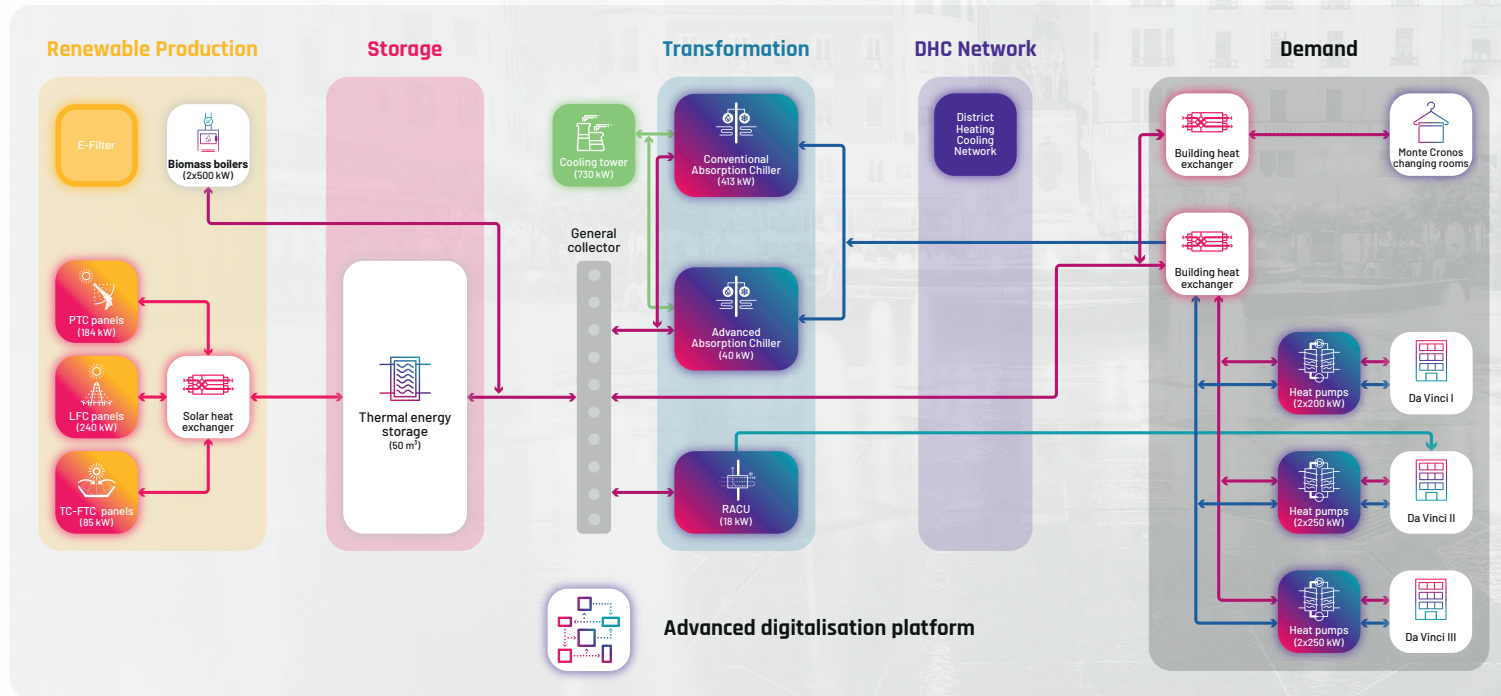 Renewable Production
Storage
Transformation
DHC Network
Demand
E-Filter
Biomass boilers
(2x500 kW)
PTC panels
(184 kW)
LFC panels
(240 kW)
TC-FTC panels
(85 kW)
Solar heat
exchanger
Thermal energy
storage
(50 m³)
Cooling tower
(730 kW)
General
collector
Conventional
Absorption Chiller
(413 kW)
Advanced
Absorption Chiller
(40 kW)
RACU
(18 kW)
District
Heating
Cooling
Network
Building heat
exchanger
Monte Cronos
changing rooms
Building heat
exchanger
Heat pumps
(2x200 kW)
Da Vinci I
Heat pumps
(2x250 kW)
Da Vinci II
Heat pumps
(2x250 kW)
Da Vinci III
Advanced digitalisation platform